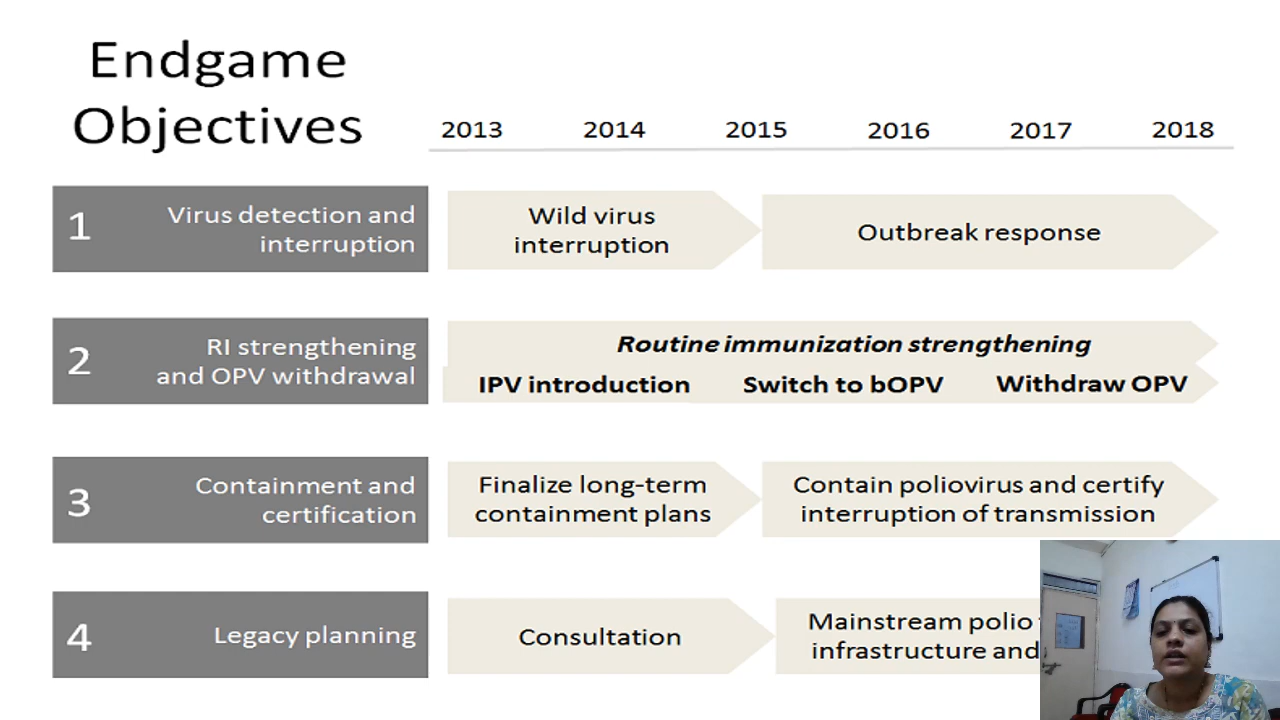 Endgame
Objectives
2013 2014 2015 2016 2017 2018
1
Virus detection and
interruption
Wild virus
interruption
Outbreak response
2
RI strengthening
and OPV withdrawal
Routine immunization strengthening
IPV introduction Switch to bOPV Withdraw OPV
3
Containment and
certification
Finalize long-term
containment plans
Contain poliovirus and certify
interruption of transmission
4
Legacy planning
Consultation
Mainstream polio
infrastructure and